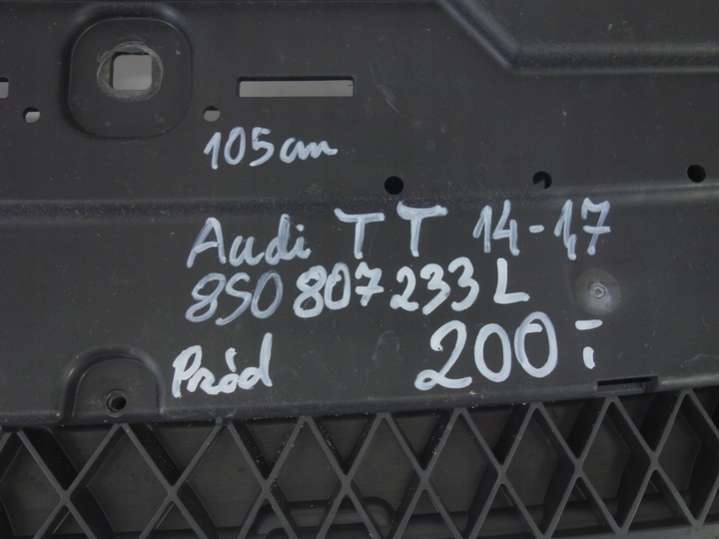 105cm
Audi TT 14-17
8S0 807 233 L
Przód 200